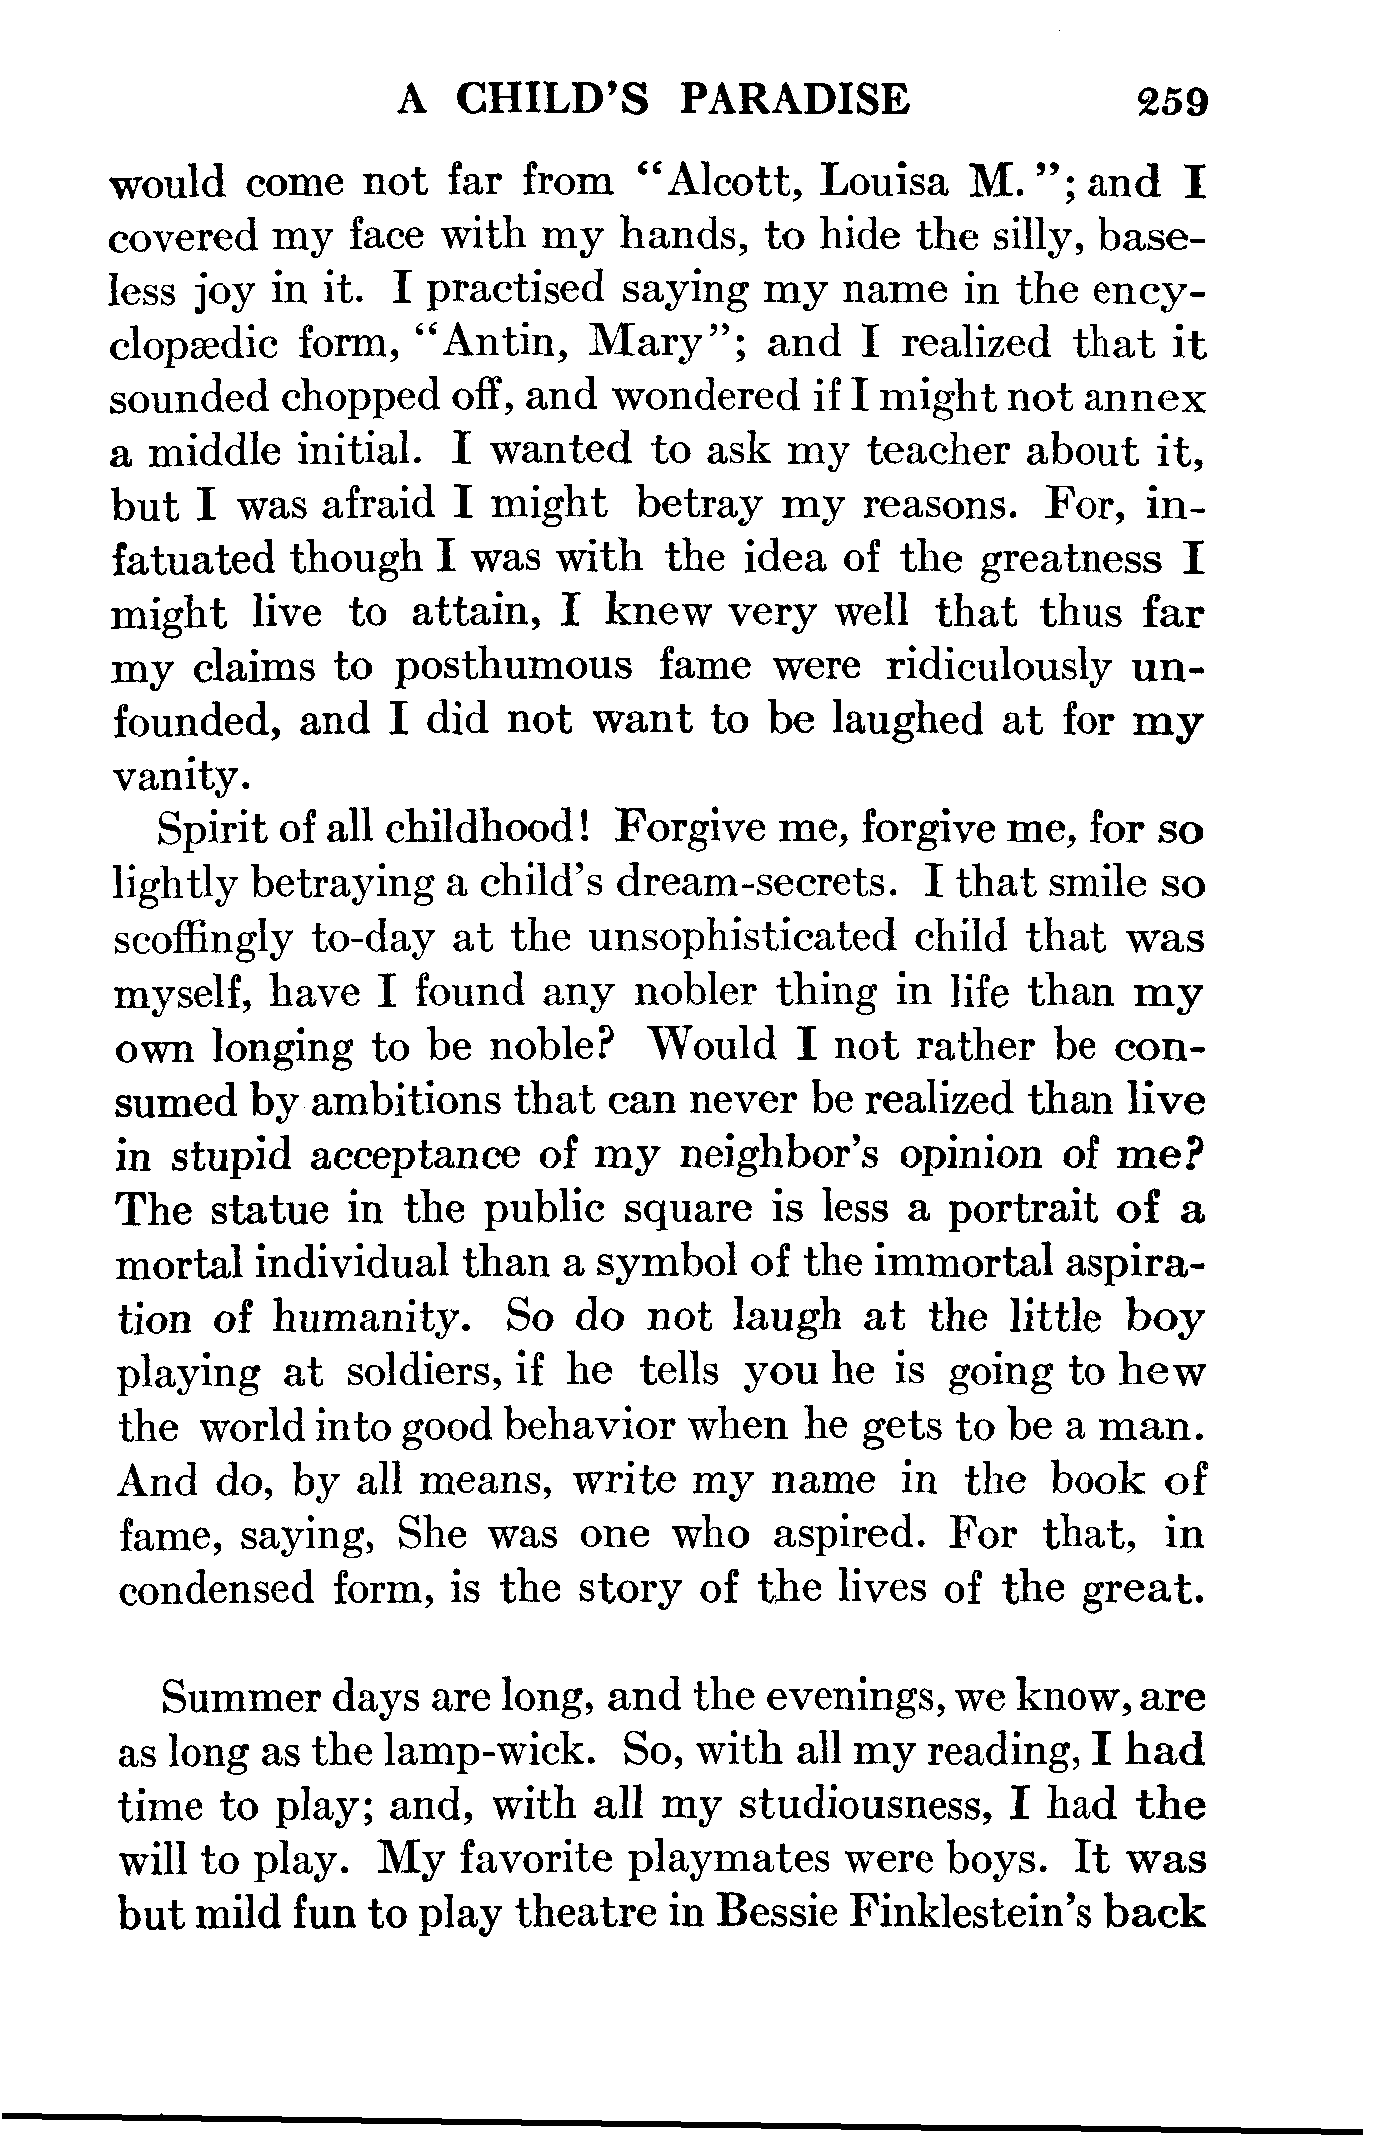 A CHILD'S PARADISE 259
would come not far from “Alcott, Louisa M.”; and I
covered my face with my hands, to hide the silly, base-
less joy in it. I practised saying my name in the ency-
clopædic form, “Antin, Mary”; and I realized that it
sounded chopped off, and wondered if I might not annex
a middle initial. I wanted to ask my teacher about it,
but I was afraid I might betray my reasons. For, in-
fatuated though I was with the idea of the greatness I
might live to attain, I knew very well that thus far
my claims to posthumous fame were ridiculously un-
founded, and I did not want to be laughed at for my
vanity.
Spirit of all childhood! Forgive me, forgive me, for so
lightly betraying a child's dream-secrets. I that smile so
scoffingly to-day at the unsophisticated child that was
myself, have I found any nobler thing in life than my
own longing to be noble? Would I not rather be con-
sumed by ambitions that can never be realized than live
in stupid acceptance of my neighbor's opinion of me?
The statue in the public square is less a portrait of a
mortal individual than a symbol of the immortal aspira-
tion of humanity. So do not laugh at the little boy
playing at soldiers, if he tells you he is going to hew
the world into good behavior when he gets to be a man.
And do, by all means, write my name in the book of
fame, saying, She was one who aspired. For that, in
condensed form, is the story of the lives of the great.
Summer days are long, and the evenings, we know, are
as long as the lamp-wick. So, with all my reading, I had
time to play; and, with all my studiousness, I had the
will to play. My favorite playmates were boys. It was
but mild fun to play theatre in Bessie Finklestein's back